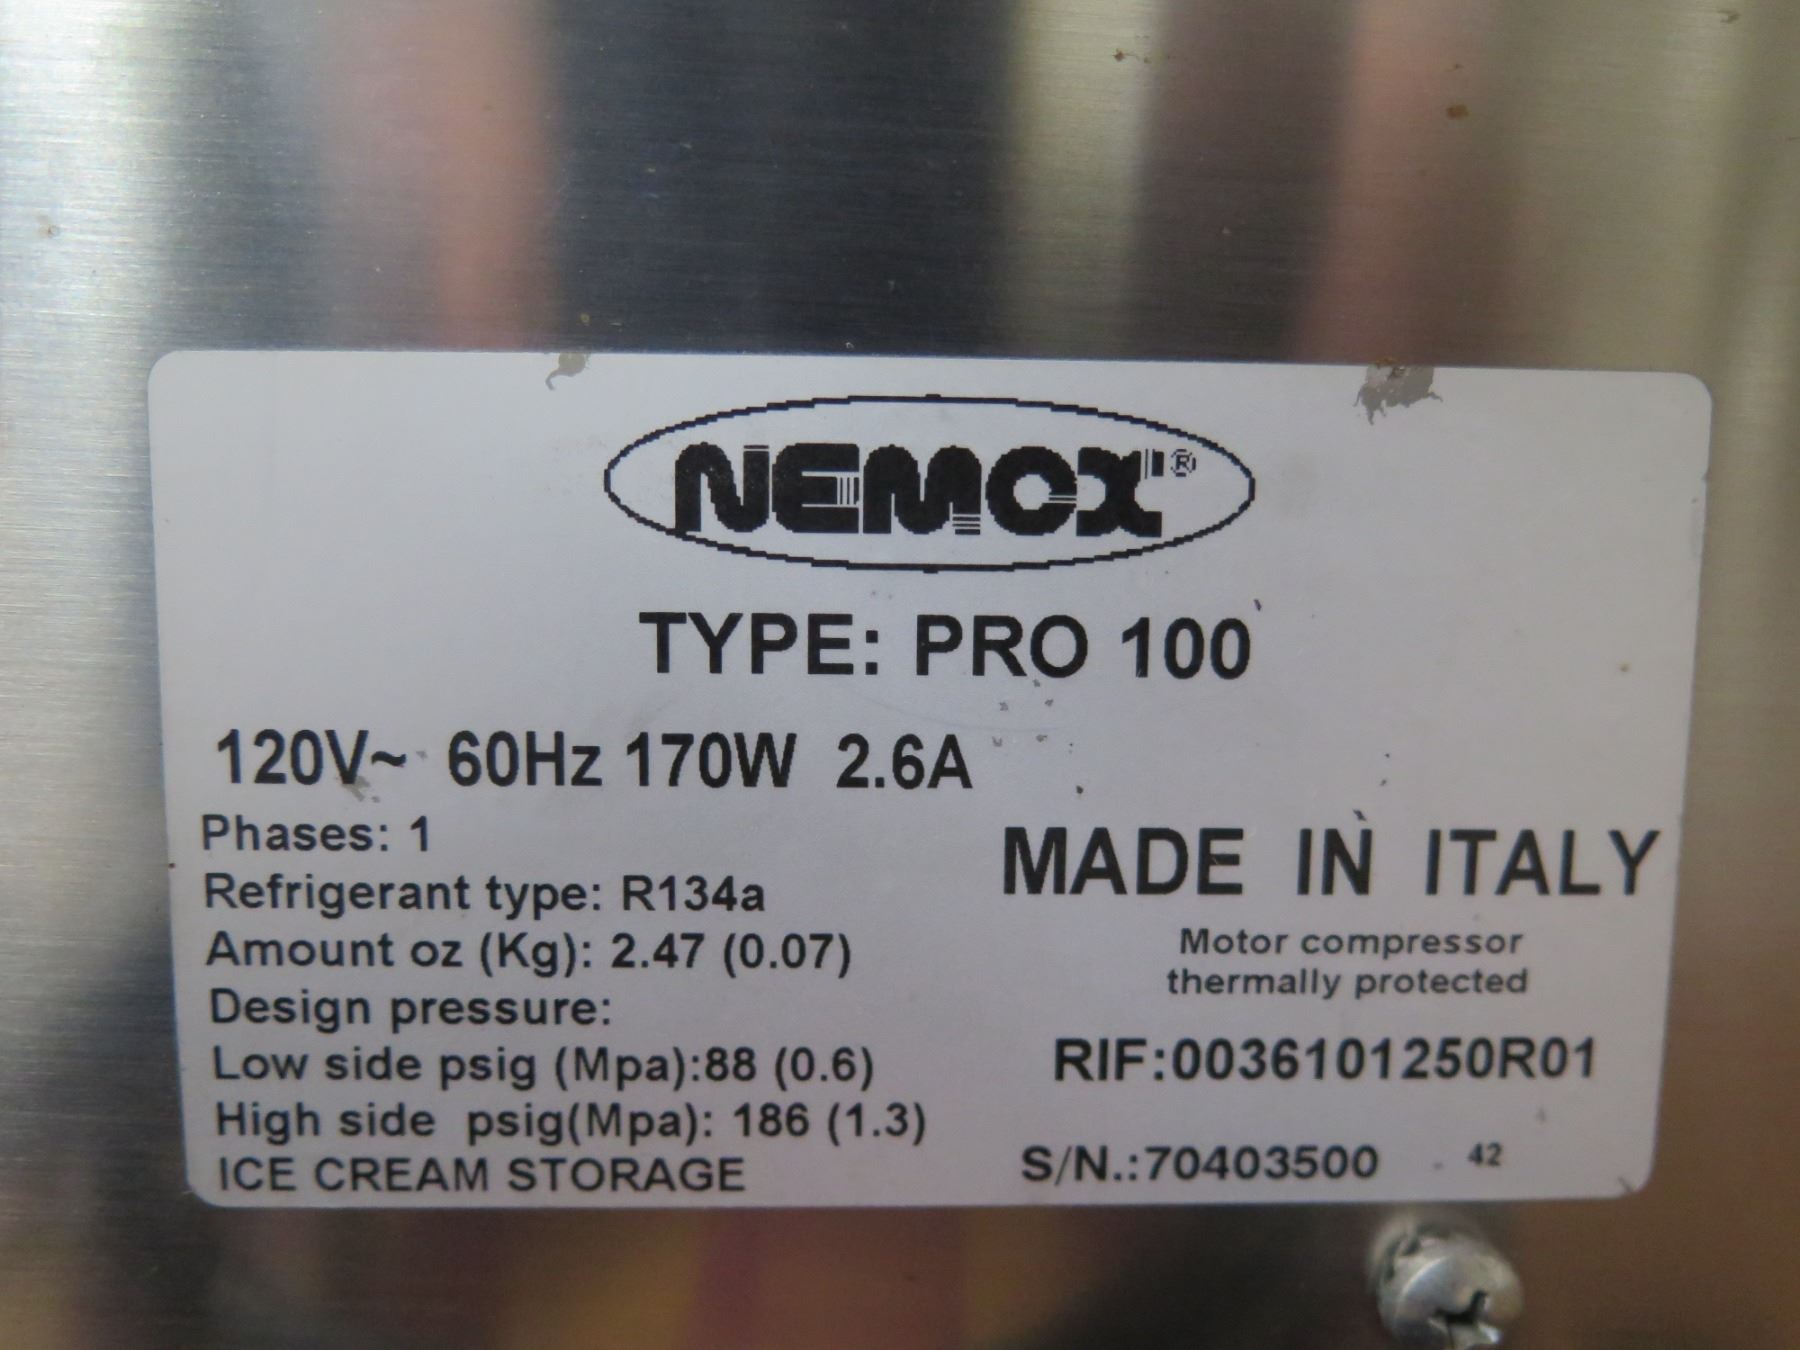 NEMOX®
TYPE: PRO 100
120V~ 60Hz 170W 2.6A
Phases: 1
Refrigerant type: R134a
Amount oz (Kg): 2.47 (0.07)
Design pressure:
Low side psig (Mpa):88 (0.6)
High side psig(Mpa): 186 (1.3)
ICE CREAM STORAGE
MADE IN ITALY
Motor compressor
thermally protected
RIF:0036101250R01
S/N.:70403500 42